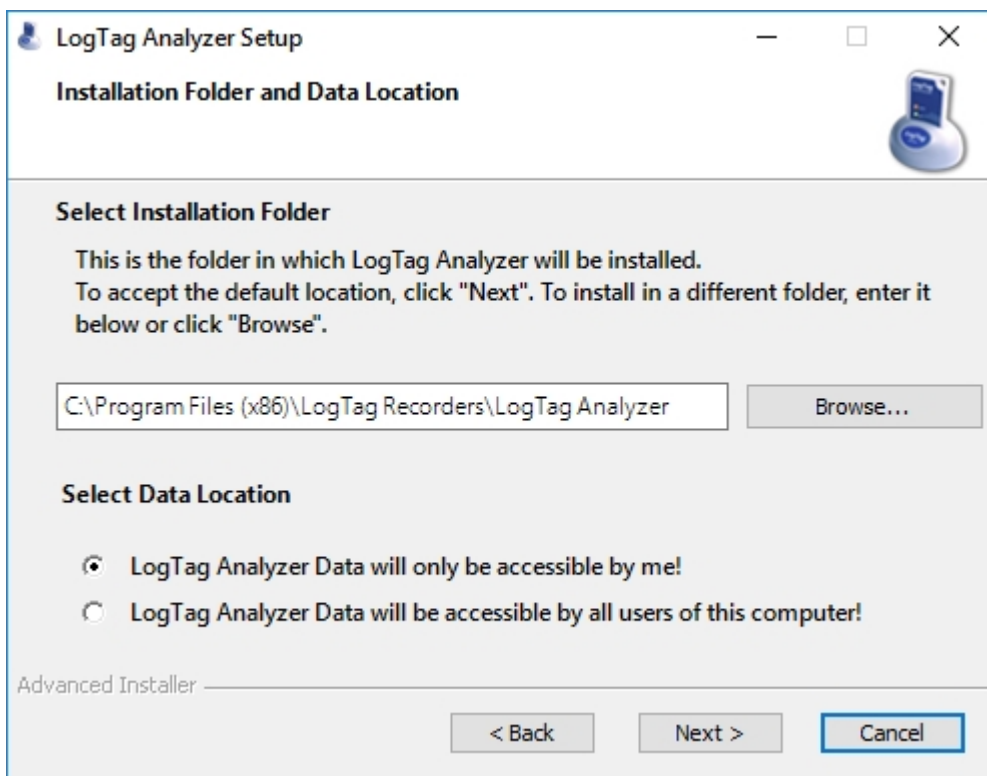 LogTag Analyzer Setup
Installation Folder and Data Location
Select Installation Folder
This is the folder in which LogTag Analyzer will be installed.
To accept the default location, click "Next". To install in a different folder, enter it
below or click "Browse".
C:\Program Files (x86)\LogTag Recorders\LogTag Analyzer
Browse...
Select Data Location
LogTag Analyzer Data will only be accessible by me!
LogTag Analyzer Data will be accessible by all users of this computer!
Advanced Installer
< Back
Next >
Cancel